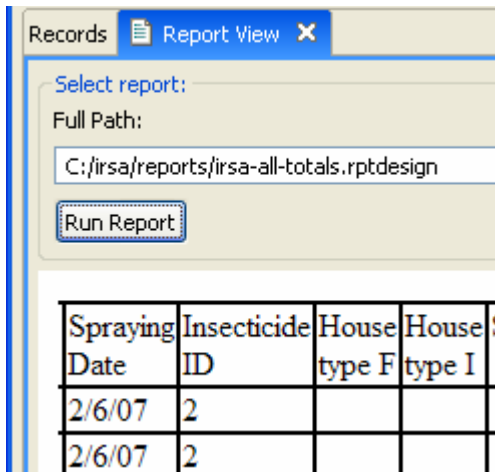 Records Report View
Select report:
Full Path:
C:/irsa/reports/irsa-all-totals.rptdesign
Run Report
Spraying Date Insecticide ID House type F House type I
2/6/07 2
2/6/07 2